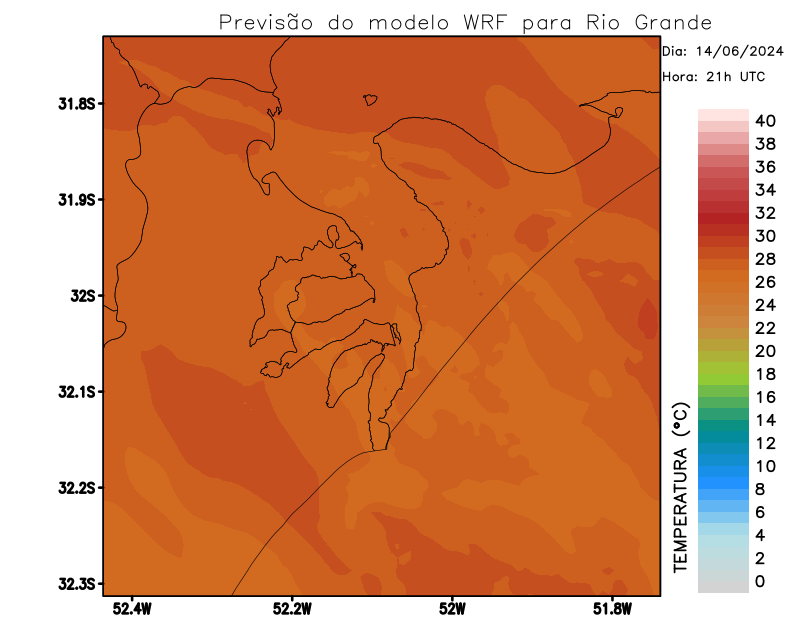 Previsão do modelo WRF para Rio Grande
Dia: 14/06/2024
Hora: 21h UTC
31.8S
31.9S
32S
32.1S
32.2S
32.3S
52.4W
52.2W
52W
51.8W
40
38
36
34
32
30
28
26
24
22
20
18
16
14
12
10
8
6
4
2
0
TEMPERATURA (°C)